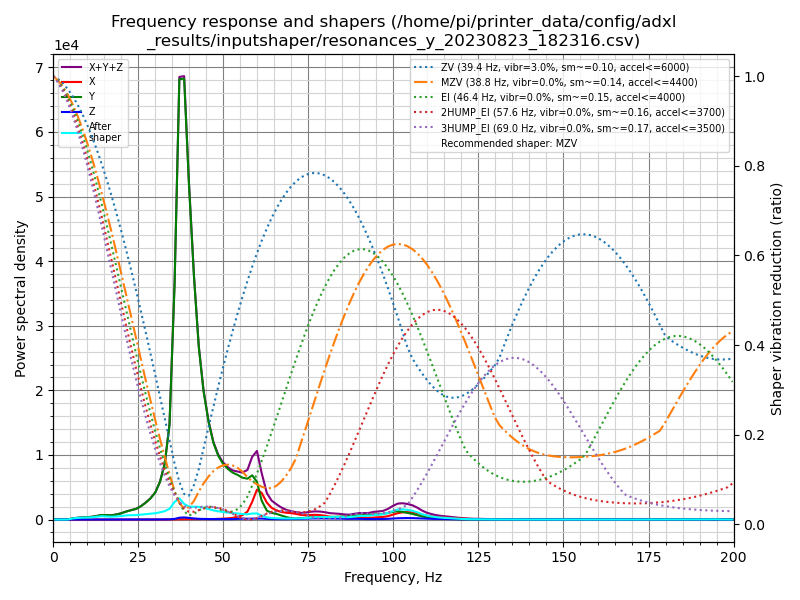 Frequency response and shapers (/home/pi/printer_data/config/adxl
_results/inputshaper/resonances_y_20230823_182316.csv)
1e4
X+Y+Z
X
Y
Z
After
shaper
ZV (39.4 Hz, vibr=3.0%, sm~=0.10, accel<=6000)
MZV (38.8 Hz, vibr=0.0%, sm~=0.14, accel<=4400)
EI (46.4 Hz, vibr=0.0%, sm~=0.15, accel<=4000)
2HUMP_EI (57.6 Hz, vibr=0.0%, sm~=0.16, accel<=3700)
3HUMP_EI (69.0 Hz, vibr=0.0%, sm~=0.17, accel<=3500)
Recommended shaper: MZV
Power spectral density
7
6
5
4
3
2
1
0
1.0
0.8
0.6
0.4
0.2
0.0
Shaper vibration reduction (ratio)
0 25 50 75 100 125 150 175 200
Frequency, Hz